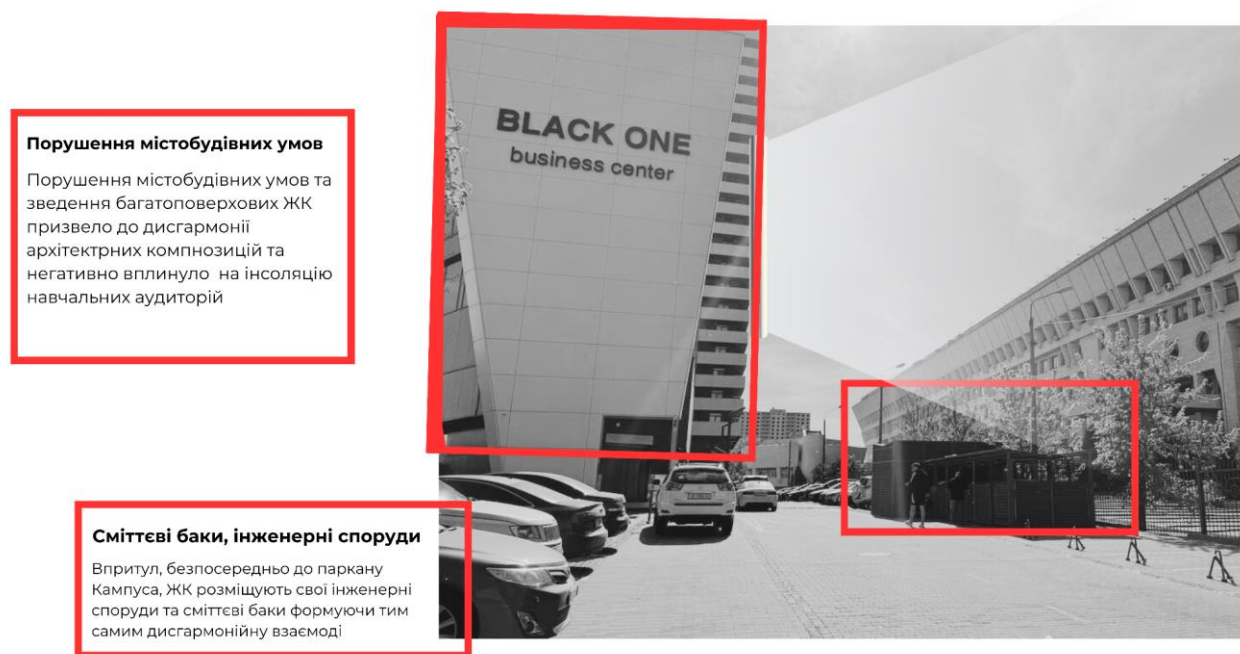 Порушення містобудівних умов
Порушення містобудівних умов та
зведення багатоповерхових ЖК
призвело до дисгармонії
архітектрних компнозицій та
негативно вплинуло на інсоляцію
навчальних аудиторій
BLACK ONE
business center
Сміттєві баки, інженерні споруди
Впритул, безпосередньо до паркану
Кампуса, ЖК розміщують свої інженерні
споруди та сміттєві баки формуючи тим
самим дисгармонійну взаємоді